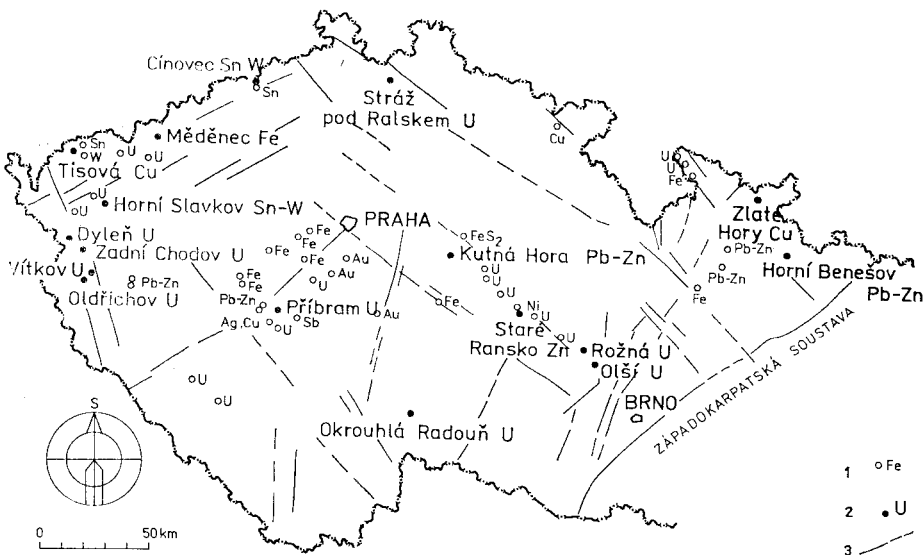 Cínovec Sn W
Sn
Stráž
pod Ralskem U
Měděnec Fe
Cu
Sn
W
U
U
Tisová Cu
U
U
Fe
U
U
Horní Slavkov Sn-W
Zlaté
Hory Cu
PRAHA
Fe
Fe
Fe
Fe
FeS2
Dyleň U
Zadní Chodov U
Au
Au
U
Kutná Hora Pb-Zn
Pb-Zn
Pb-Zn
Horní Benešov
Pb-Zn
Vítkov U
Oldřichov U
Pb-Zn
Fe
Fe
Pb-Zn
Příbram U
Ag,Cu
U
Sb
Au
Fe
U
U
U
Ni
U
U
Fe
Staré
Ransko Zn
Rožná U
Olší U
U
U
BRNO
Okrouhlá Radouň U
ZÁPADOKARPATSKÁ SOUSTAVA
S
0 50 km
1 Fe
2 U
3